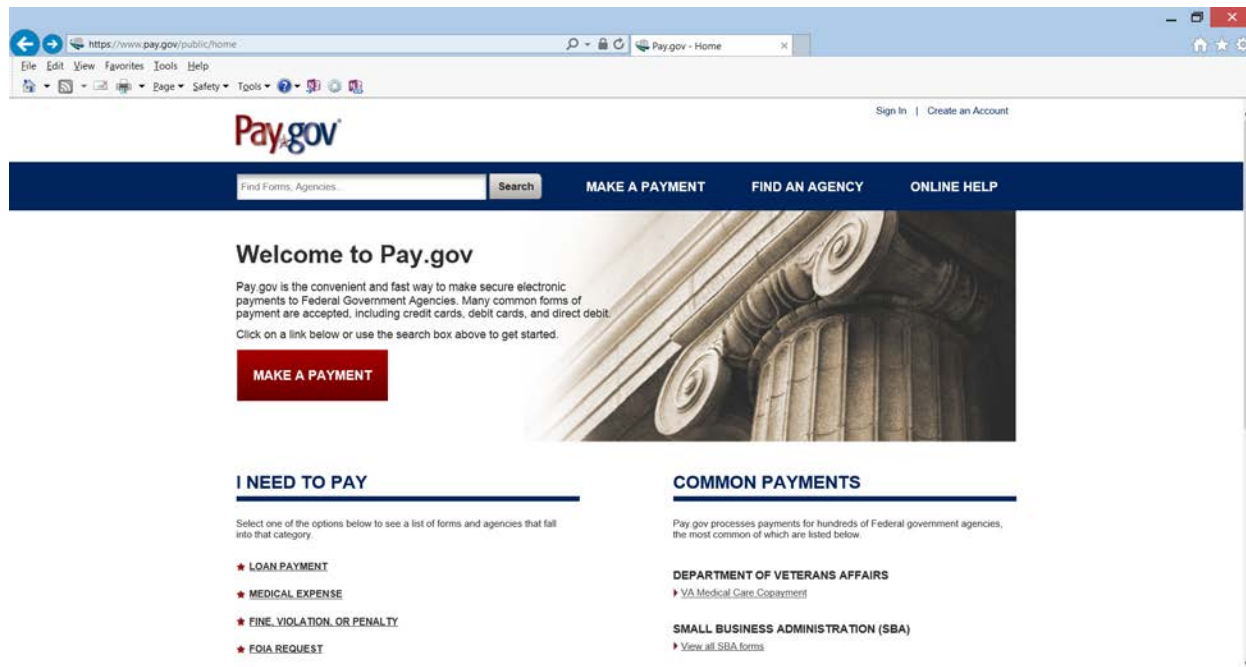 https://www.pay.gov/public/home
Pay.gov - Home
File Edit View Favorites Tools Help
Page Safety Tools
Sign In | Create an Account
Pay.gov
Find Forms, Agencies...
Search
MAKE A PAYMENT
FIND AN AGENCY
ONLINE HELP
Welcome to Pay.gov
Pay.gov is the convenient and fast way to make secure electronic
payments to Federal Government Agencies. Many common forms of
payment are accepted, including credit cards, debit cards, and direct debit.
Click on a link below or use the search box above to get started.
MAKE A PAYMENT
I NEED TO PAY
Select one of the options below to see a list of forms and agencies that fall
into that category.
LOAN PAYMENT
MEDICAL EXPENSE
FINE, VIOLATION, OR PENALTY
FOIA REQUEST
COMMON PAYMENTS
Pay.gov processes payments for hundreds of Federal government agencies,
the most common of which are listed below.
DEPARTMENT OF VETERANS AFFAIRS
VA Medical Care Copayment
SMALL BUSINESS ADMINISTRATION (SBA)
View all SBA forms